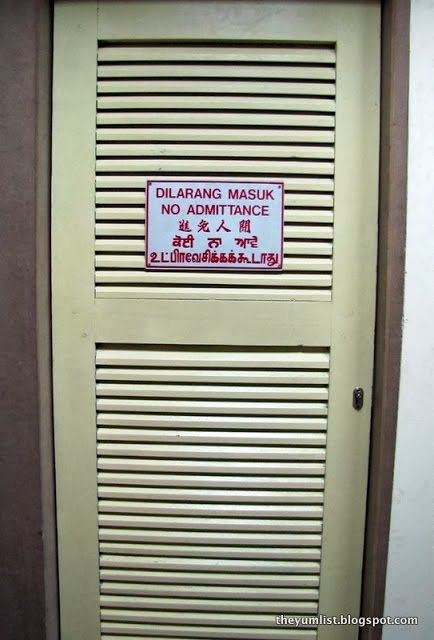 DILARANG MASUK
NO ADMITTANCE
進免人閒
ਕੋਈ ਨਾ ਆਵੈ
உட்பிரவேசிக்கக்கூடாது
theyumlist.blogspot.com